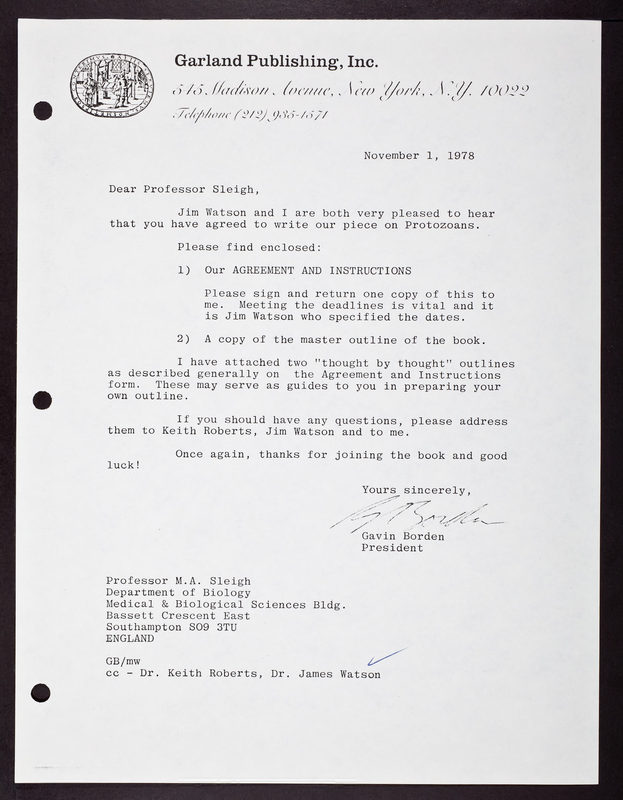 Garland Publishing, Inc.
545 Madison Avenue, New York, N.Y. 10022
Telephone (212) 935-4571
November 1, 1978
Dear Professor Sleigh,
Jim Watson and I are both very pleased to hear
that you have agreed to write our piece on Protozoans.
Please find enclosed:
1) Our AGREEMENT AND INSTRUCTIONS
Please sign and return one copy of this to
me. Meeting the deadlines is vital and it
is Jim Watson who specified the dates.
2) A copy of the master outline of the book.
I have attached two "thought by thought" outlines
as described generally on the Agreement and Instructions
form. These may serve as guides to you in preparing your
own outline.
If you should have any questions, please address
them to Keith Roberts, Jim Watson and to me.
Once again, thanks for joining the book and good
luck!
Yours sincerely,
G Borden
Gavin Borden
President
Professor M.A. Sleigh
Department of Biology
Medical & Biological Sciences Bldg.
Bassett Crescent East
Southampton SO9 3TU
ENGLAND
GB/mw
cc - Dr. Keith Roberts, Dr. James Watson